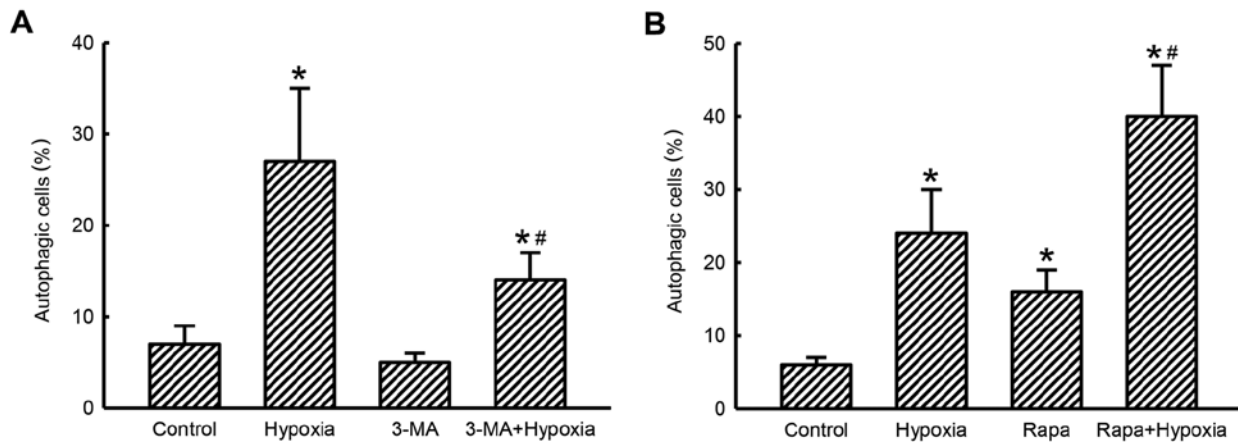 A
Autophagic cells (%)
40
30
20
10
0
*
* #
Control Hypoxia 3-MA 3-MA+Hypoxia
B
Autophagic cells (%)
50
40
30
20
10
0
*
*
* #
Control Hypoxia Rapa Rapa+Hypoxia